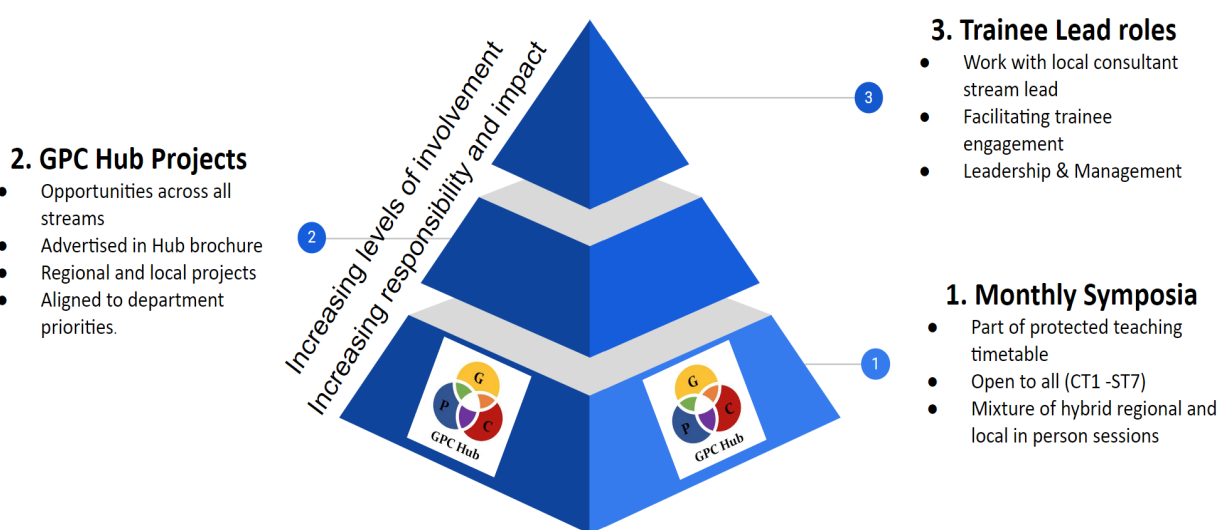 3. Trainee Lead roles
● Work with local consultant
stream lead
● Facilitating trainee
engagement
● Leadership & Management
3
2. GPC Hub Projects
● Opportunities across all
streams
● Advertised in Hub brochure
● Regional and local projects
● Aligned to department
priorities.
2
Increasing levels of involvement
Increasing responsibility and impact
1. Monthly Symposia
● Part of protected teaching
timetable
● Open to all (CT1 -ST7)
● Mixture of hybrid regional and
local in person sessions
1
G
P
C
GPC Hub
G
P
C
GPC Hub